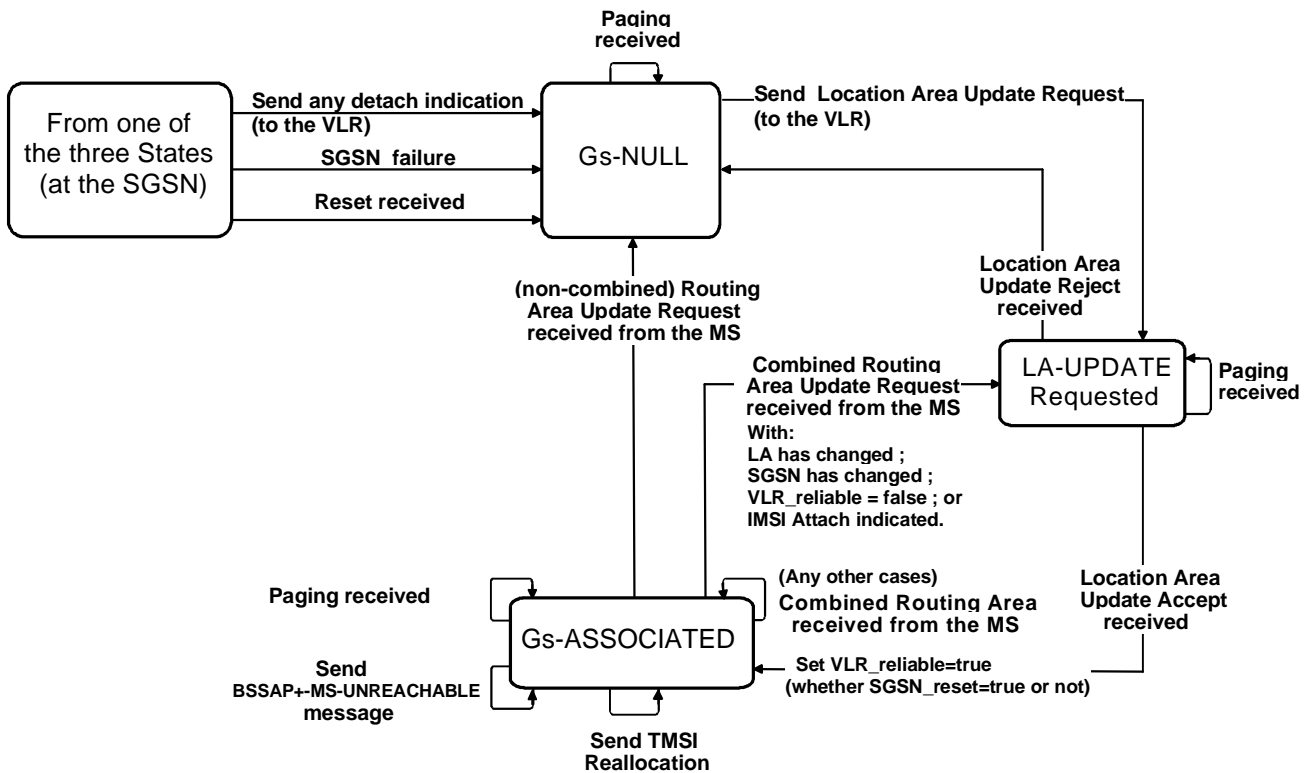 Paging
received
From one of
the three States
(at the SGSN)
Send any detach indication
(to the VLR)
SGSN failure
Reset received
Gs-NULL
Send Location Area Update Request
(to the VLR)
(non-combined) Routing
Area Update Request
received from the MS
Location Area
Update Reject
received
Combined Routing
Area Update Request
received from the MS
With:
LA has changed ;
SGSN has changed ;
VLR_reliable = false ; or
IMSI Attach indicated.
LA-UPDATE
Requested
Paging
received
Paging received
Gs-ASSOCIATED
(Any other cases)
Combined Routing Area
received from the MS
Location Area
Update Accept
received
Send
BSSAP+-MS-UNREACHABLE
message
Set VLR_reliable=true
(whether SGSN_reset=true or not)
Send TMSI
Reallocation